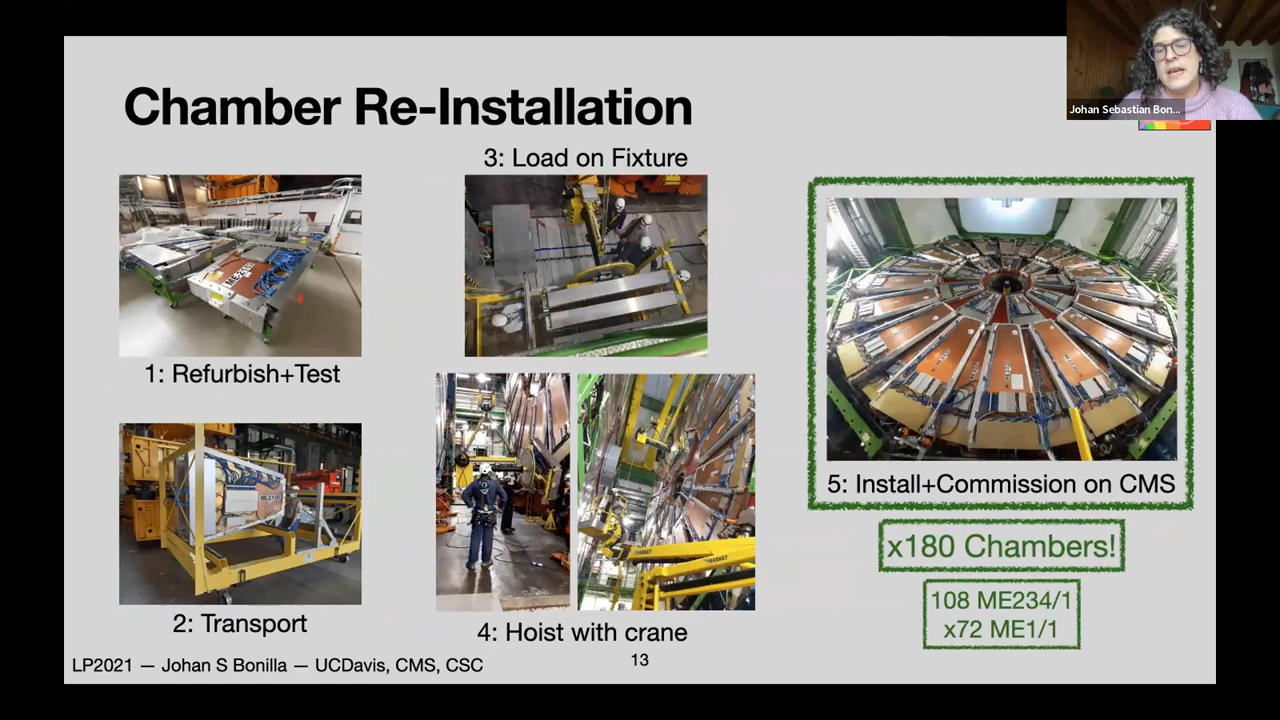 Chamber Re-Installation
Johan Sebastian Bon...
3: Load on Fixture
1: Refurbish+Test
2: Transport
4: Hoist with crane
5: Install+Commission on CMS
x180 Chambers!
108 ME234/1
x72 ME1/1
LP2021 — Johan S Bonilla — UCDavis, CMS, CSC
13